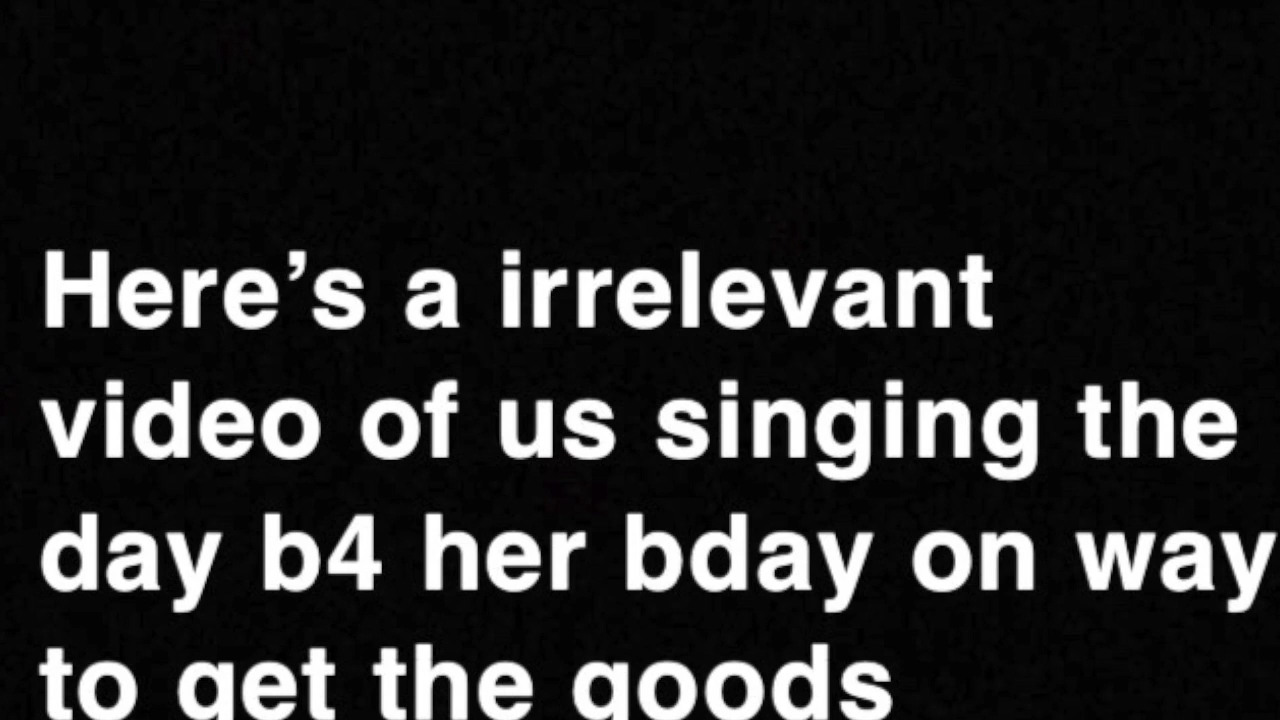 Here’s a irrelevant
video of us singing the
day b4 her bday on way
to get the goods